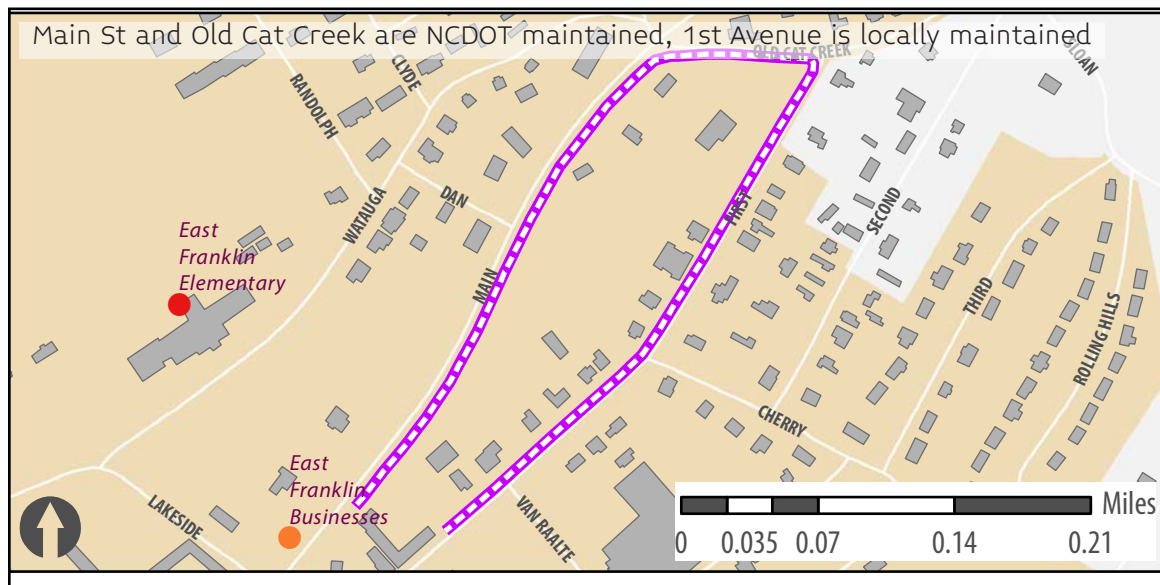 Main St and Old Cat Creek are NCDOT maintained, 1st Avenue is locally maintained
OLD CAT CREEK
SLOAN
CLYDE
RANDOLPH
DAN
WATAUGA
FIRST
SECOND
East
Franklin
Elementary
MAIN
THIRD
ROLLING HILLS
CHERRY
East
Franklin
Businesses
LAKESIDE
VAN RAALTE
Miles
0 0.035 0.07 0.14 0.21